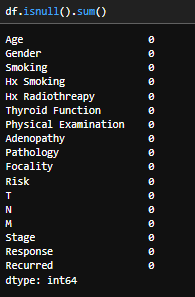 df.isnull().sum()
Age 0
Gender 0
Smoking 0
Hx Smoking 0
Hx Radiothreapy 0
Thyroid Function 0
Physical Examination 0
Adenopathy 0
Pathology 0
Focality 0
Risk 0
T 0
N 0
M 0
Stage 0
Response 0
Recurred 0
dtype: int64